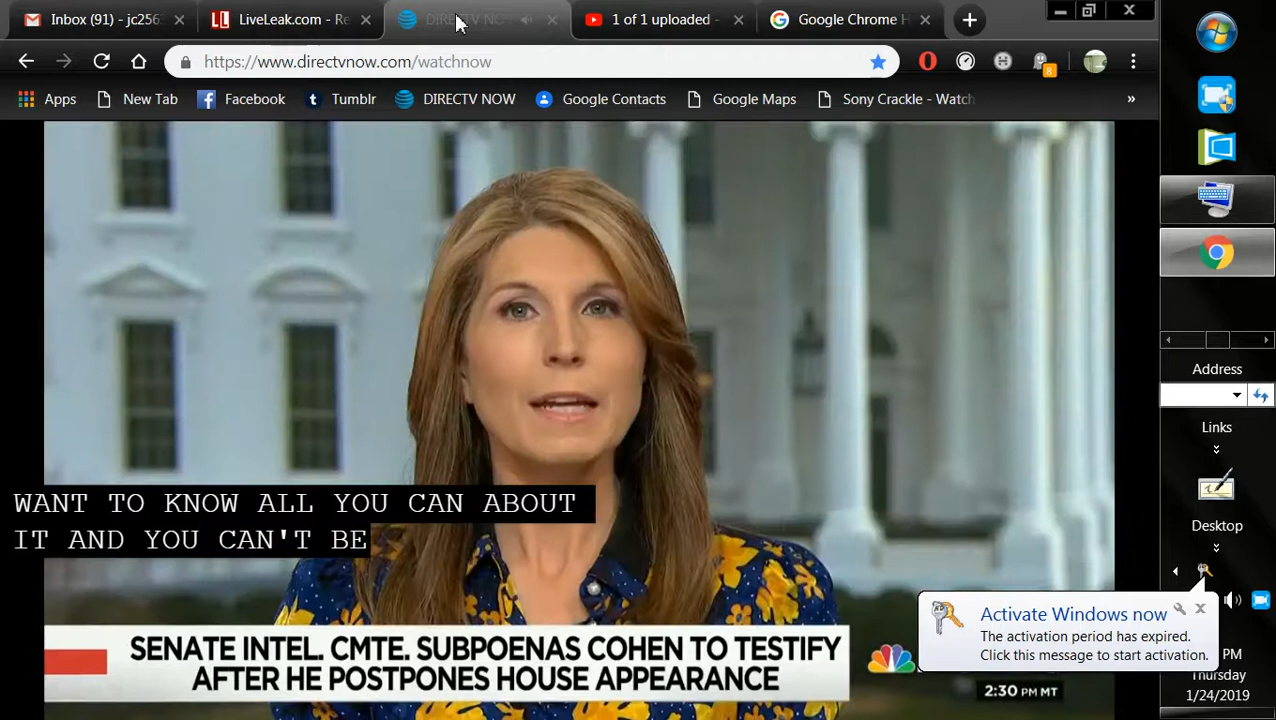 Inbox (91) - jc256
LiveLeak.com - Re
DIRECTV NO
1 of 1 uploaded -
Google Chrome H
https://www.directvnow.com/watchnow
8
Apps
New Tab
Facebook
Tumblr
DIRECTV NOW
Google Contacts
Google Maps
Sony Crackle - Watch
»
WANT TO KNOW ALL YOU CAN ABOUT
IT AND YOU CAN'T BE
SENATE INTEL. CMTE. SUBPOENAS COHEN TO TESTIFY
AFTER HE POSTPONES HOUSE APPEARANCE
2:30 PM MT
Address
Links
Desktop
Activate Windows now
The activation period has expired.
Click this message to start activation.
PM
Thursday
1/24/2019